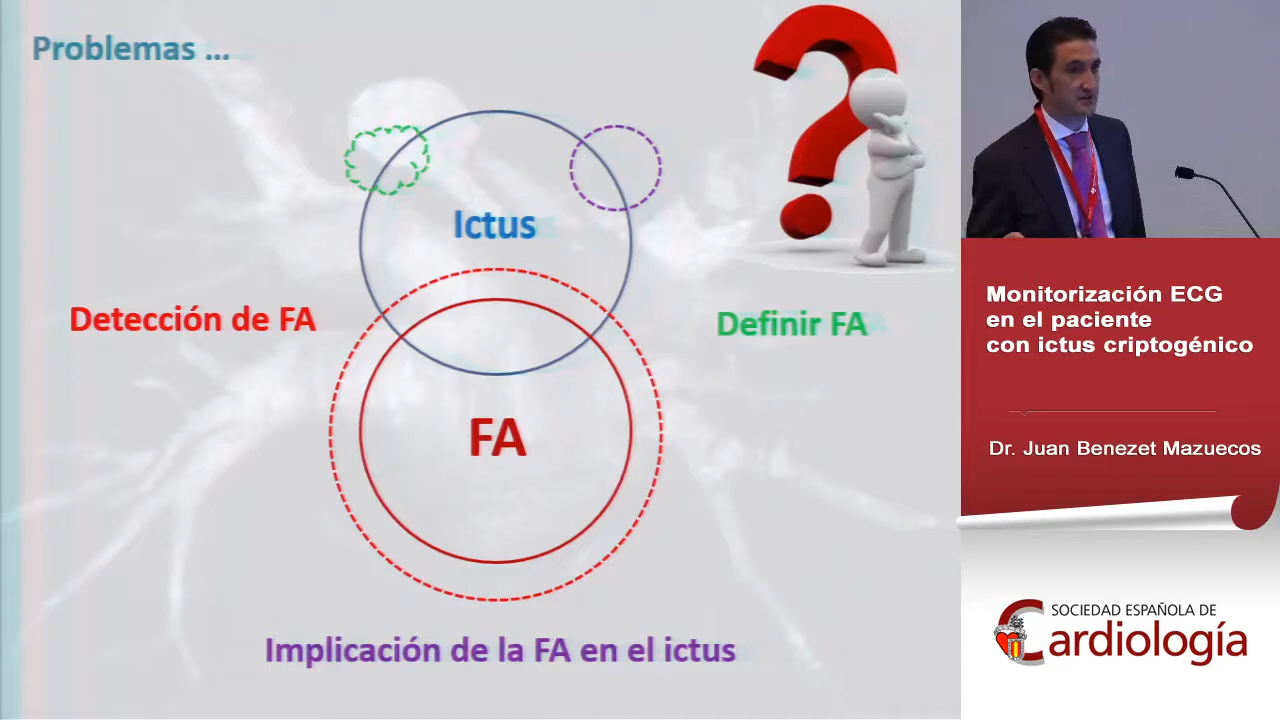 Problemas ...
Ictus
Detección de FA
Definir FA
FA
Implicación de la FA en el ictus
Monitorización ECG
en el paciente
con ictus criptogénico
Dr. Juan Benezet Mazuecos
SOCIEDAD ESPAÑOLA DE
Cardiología